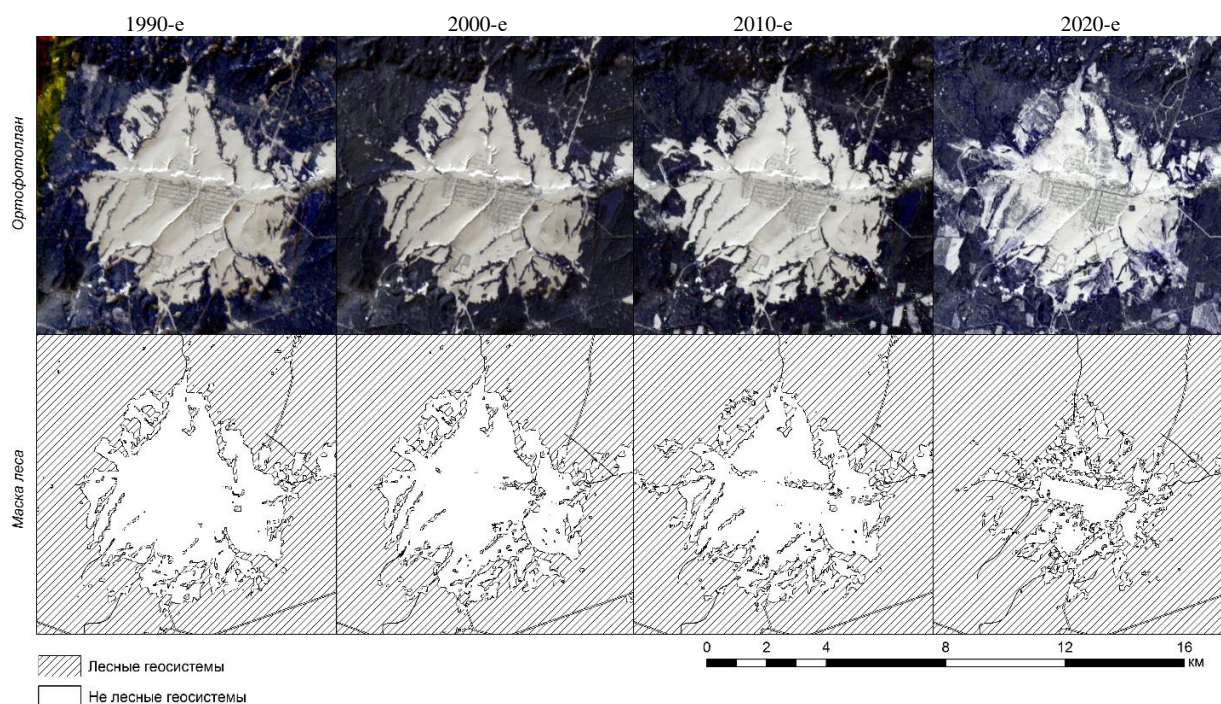 1990-е 2000-е 2010-е 2020-е
Ортофотоплан
Маска леса
Лесные геосистемы
Не лесные геосистемы
0 2 4 8 12 16
км